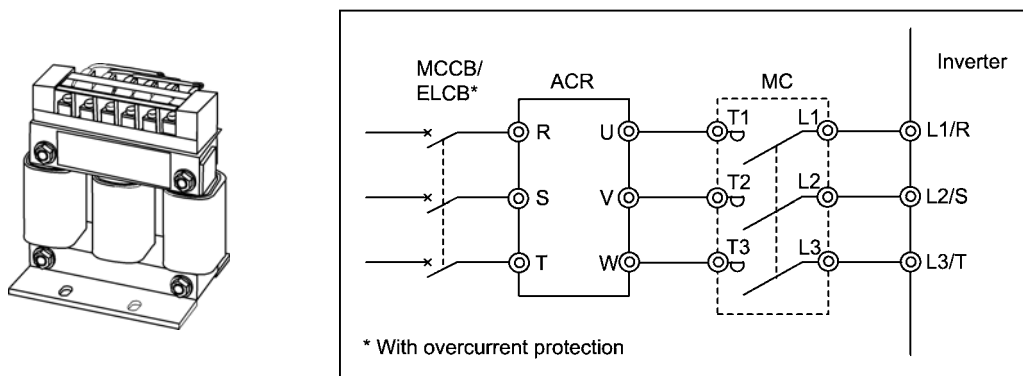 MCCB/
ELCB*
ACR
MC
Inverter
R
U
T1
L1
L1/R
S
V
T2
L2
L2/S
T
W
T3
L3
L3/T
* With overcurrent protection